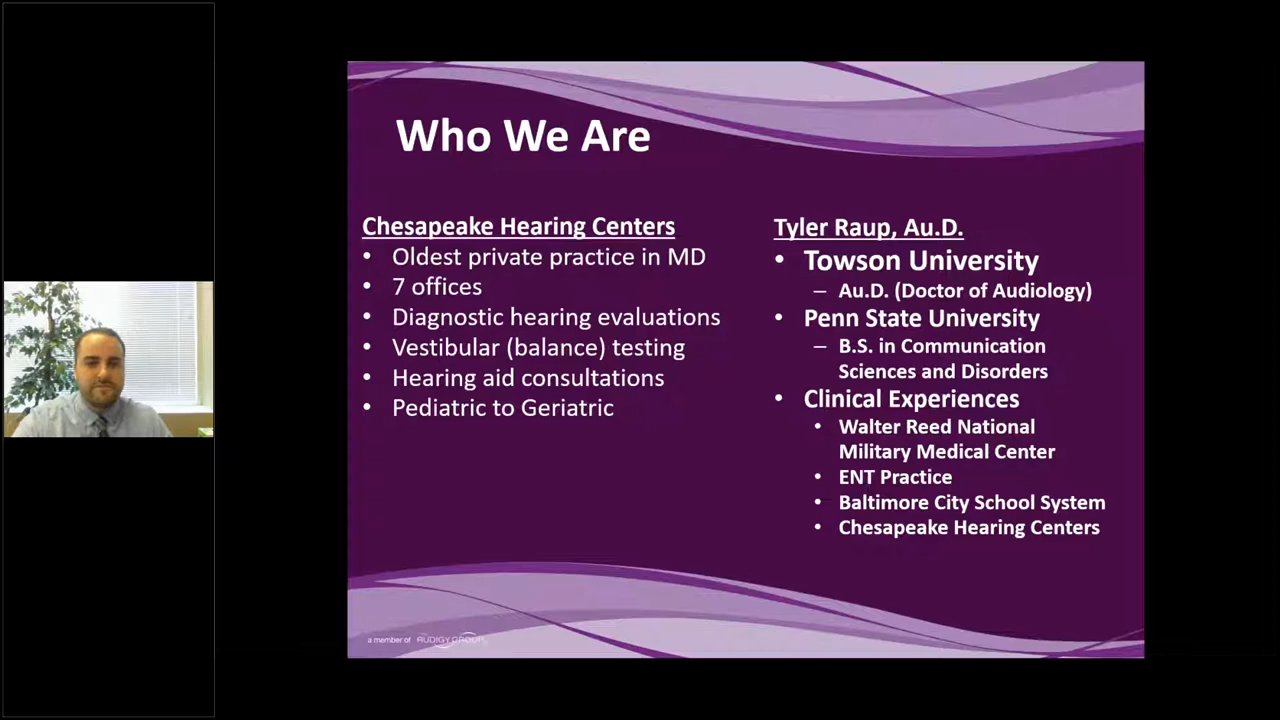 Who We Are
Chesapeake Hearing Centers
• Oldest private practice in MD
• 7 offices
• Diagnostic hearing evaluations
• Vestibular (balance) testing
• Hearing aid consultations
• Pediatric to Geriatric
Tyler Raup, Au.D.
• Towson University
– Au.D. (Doctor of Audiology)
• Penn State University
– B.S. in Communication
Sciences and Disorders
• Clinical Experiences
• Walter Reed National
Military Medical Center
• ENT Practice
• Baltimore City School System
• Chesapeake Hearing Centers
a member of AUDIGY GROUP